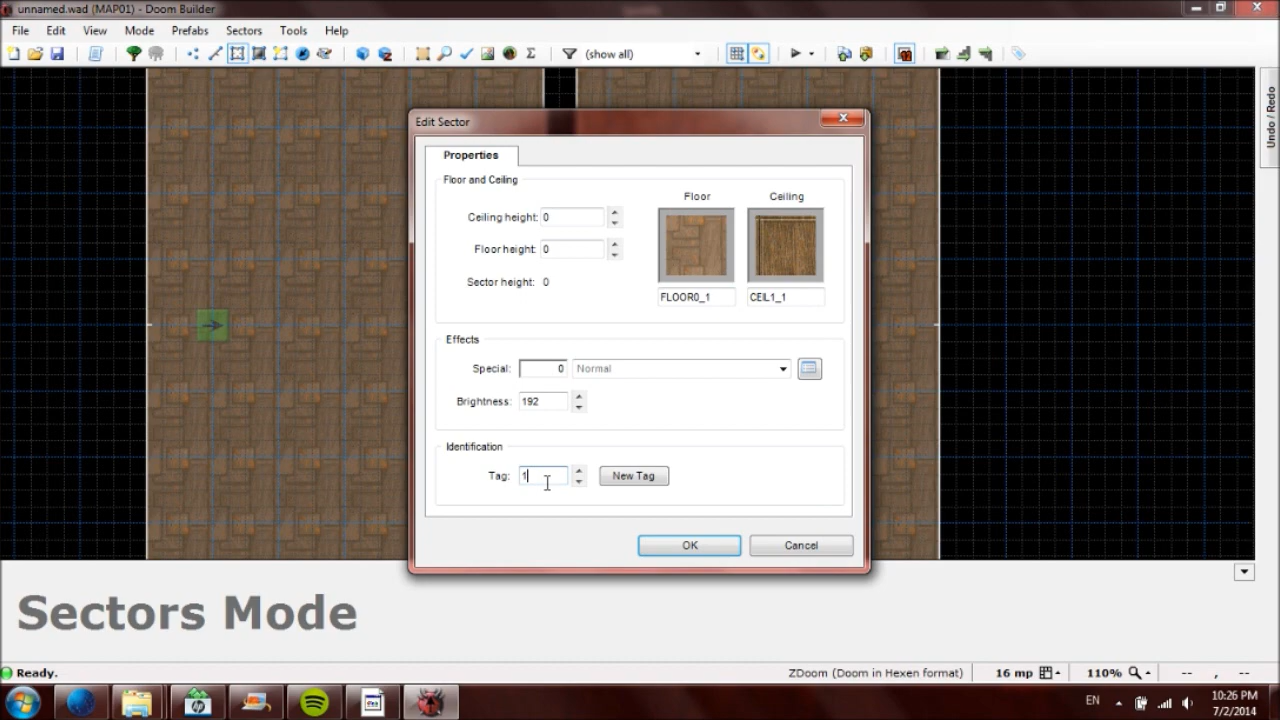 unnamed.wad (MAP01) - Doom Builder
File Edit View Mode Prefabs Sectors Tools Help
(show all)
Undo / Redo
Edit Sector
Properties
Floor and Ceiling
Floor Ceiling
Ceiling height: 0
Floor height: 0
Sector height: 0
FLOOR0_1 CEIL1_1
Effects
Special: 0 Normal
Brightness: 192
Identification
Tag: 1 New Tag
OK Cancel
Sectors Mode
Ready. ZDoom (Doom in Hexen format) 16 mp 110% -- , --
hp
EN 10:26 PM
7/2/2014